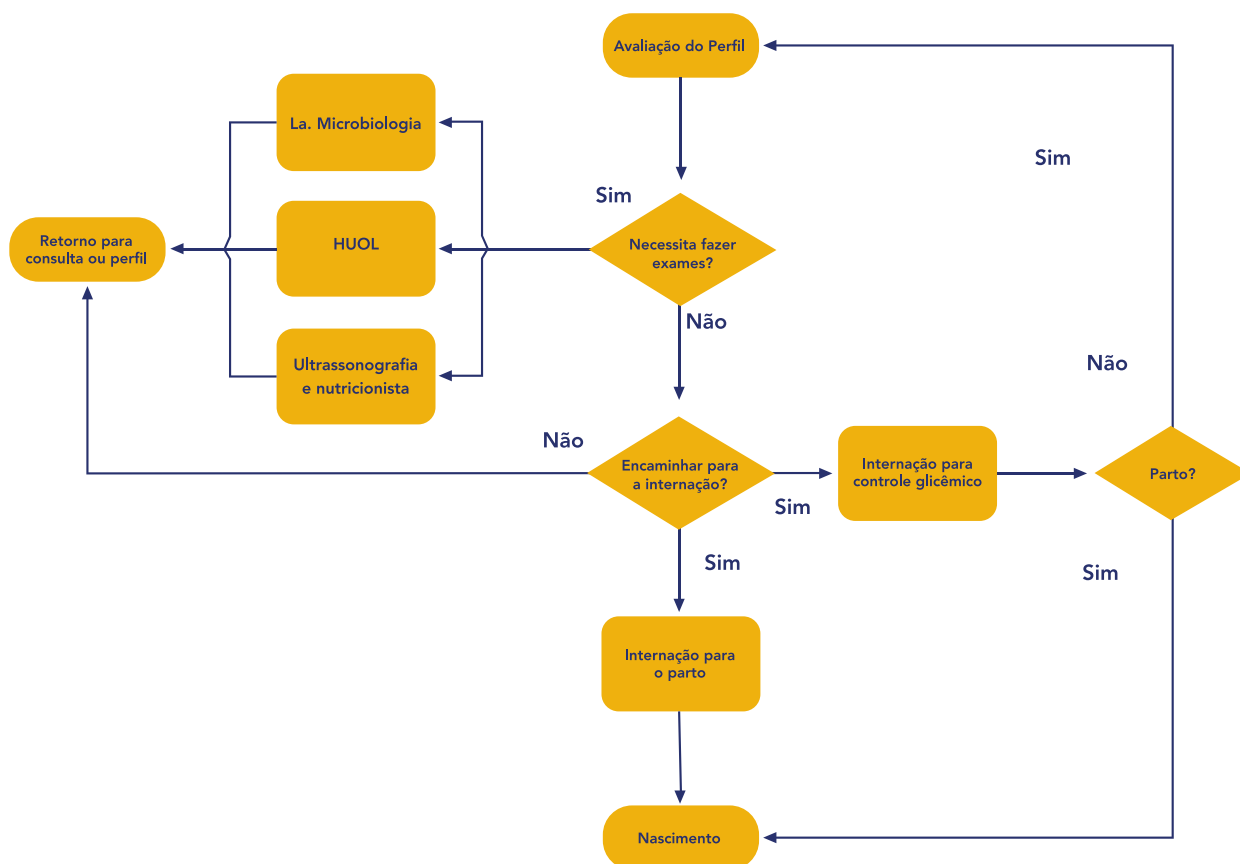 Avaliação do Perfil
La. Microbiologia
Sim
Sim
Retorno para
consulta ou perfil
HUOL
Necessita fazer
exames?
Não
Ultrassonografia
e nutricionista
Não
Não
Encaminhar para
a internação?
Internação para
controle glicêmico
Parto?
Sim
Sim
Sim
Internação para
o parto
Nascimento